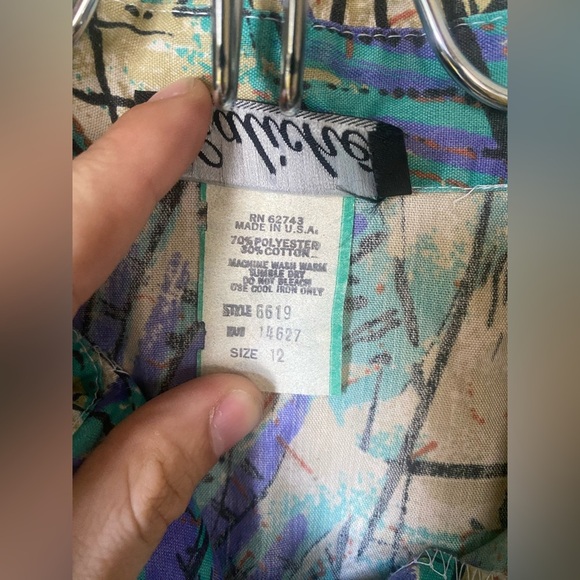 Caliche
RN 62743
MADE IN U.S.A.
70% POLYESTER
30% COTTON
MACHINE WASH WARM
TUMBLE DRY
DO NOT BLEACH
USE COOL IRON ONLY
STYLE 6619
14627
SIZE 12